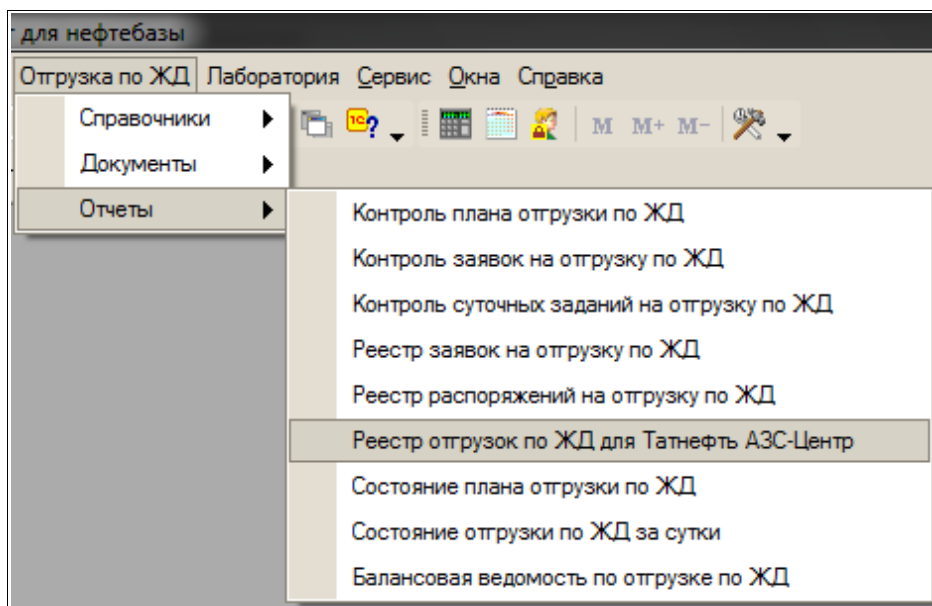 для нефтебазы
Отгрузка по ЖД Лаборатория Сервис Окна Справка
Справочники
1С ? M M+ M-
Документы
Отчеты
Контроль плана отгрузки по ЖД
Контроль заявок на отгрузку по ЖД
Контроль суточных заданий на отгрузку по ЖД
Реестр заявок на отгрузку по ЖД
Реестр распоряжений на отгрузку по ЖД
Реестр отгрузок по ЖД для Татнефть АЗС-Центр
Состояние плана отгрузки по ЖД
Состояние отгрузки по ЖД за сутки
Балансовая ведомость по отгрузке по ЖД